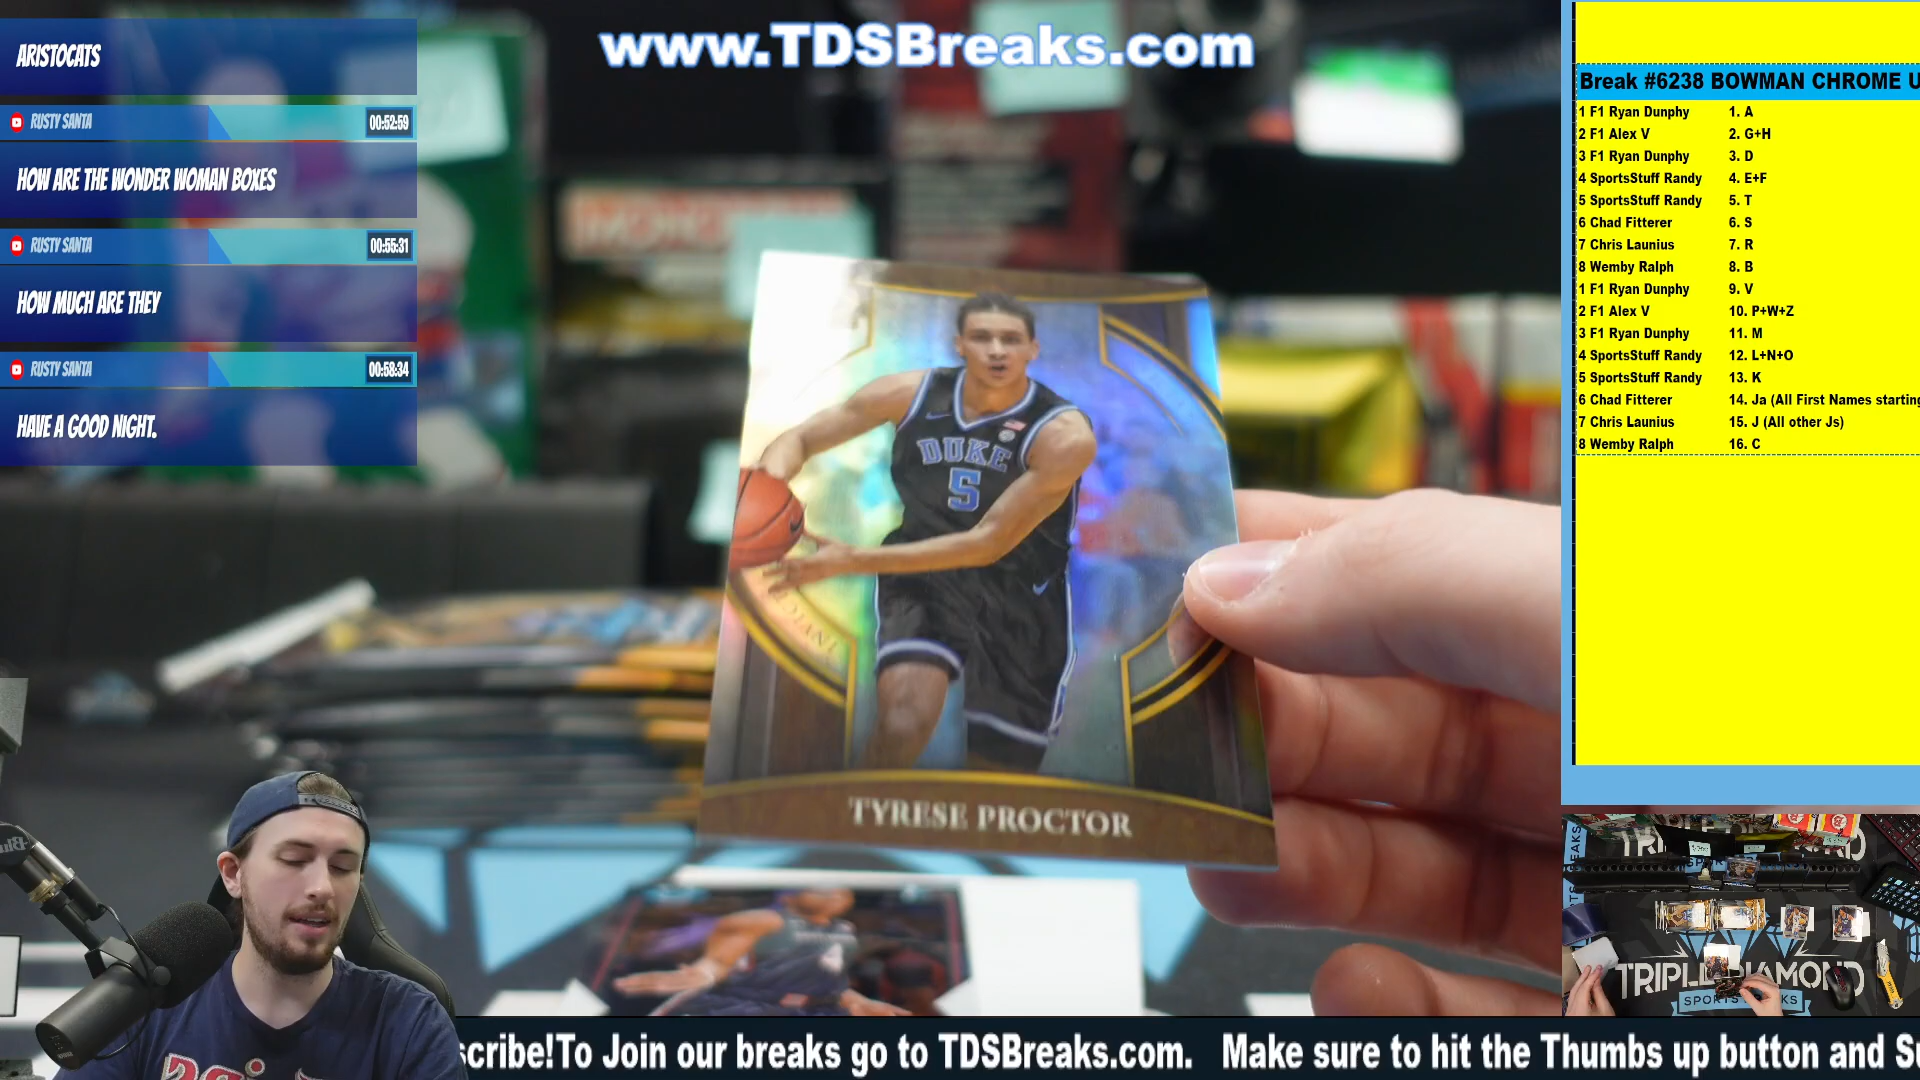 www.TDSBreaks.com
ARISTOCATS
RUSTY SANTA 00:52:59
HOW ARE THE WONDER WOMAN BOXES
RUSTY SANTA 00:55:31
HOW MUCH ARE THEY
RUSTY SANTA 00:58:34
HAVE A GOOD NIGHT.
DUKE
5
TYRESE PROCTOR
4
Break #6238 BOWMAN CHROME U
1 F1 Ryan Dunphy 1. A
2 F1 Alex V 2. G+H
3 F1 Ryan Dunphy 3. D
4 SportsStuff Randy 4. E+F
5 SportsStuff Randy 5. T
6 Chad Fitterer 6. S
7 Chris Launius 7. R
8 Wemby Ralph 8. B
1 F1 Ryan Dunphy 9. V
2 F1 Alex V 10. P+W+Z
3 F1 Ryan Dunphy 11. M
4 SportsStuff Randy 12. L+N+O
5 SportsStuff Randy 13. K
6 Chad Fitterer 14. Ja (All First Names starting
7 Chris Launius 15. J (All other Js)
8 Wemby Ralph 16. C
TRIPLE DIAMOND
SPORTS BREAKS
scribe!To Join our breaks go to TDSBreaks.com. Make sure to hit the Thumbs up button and Su